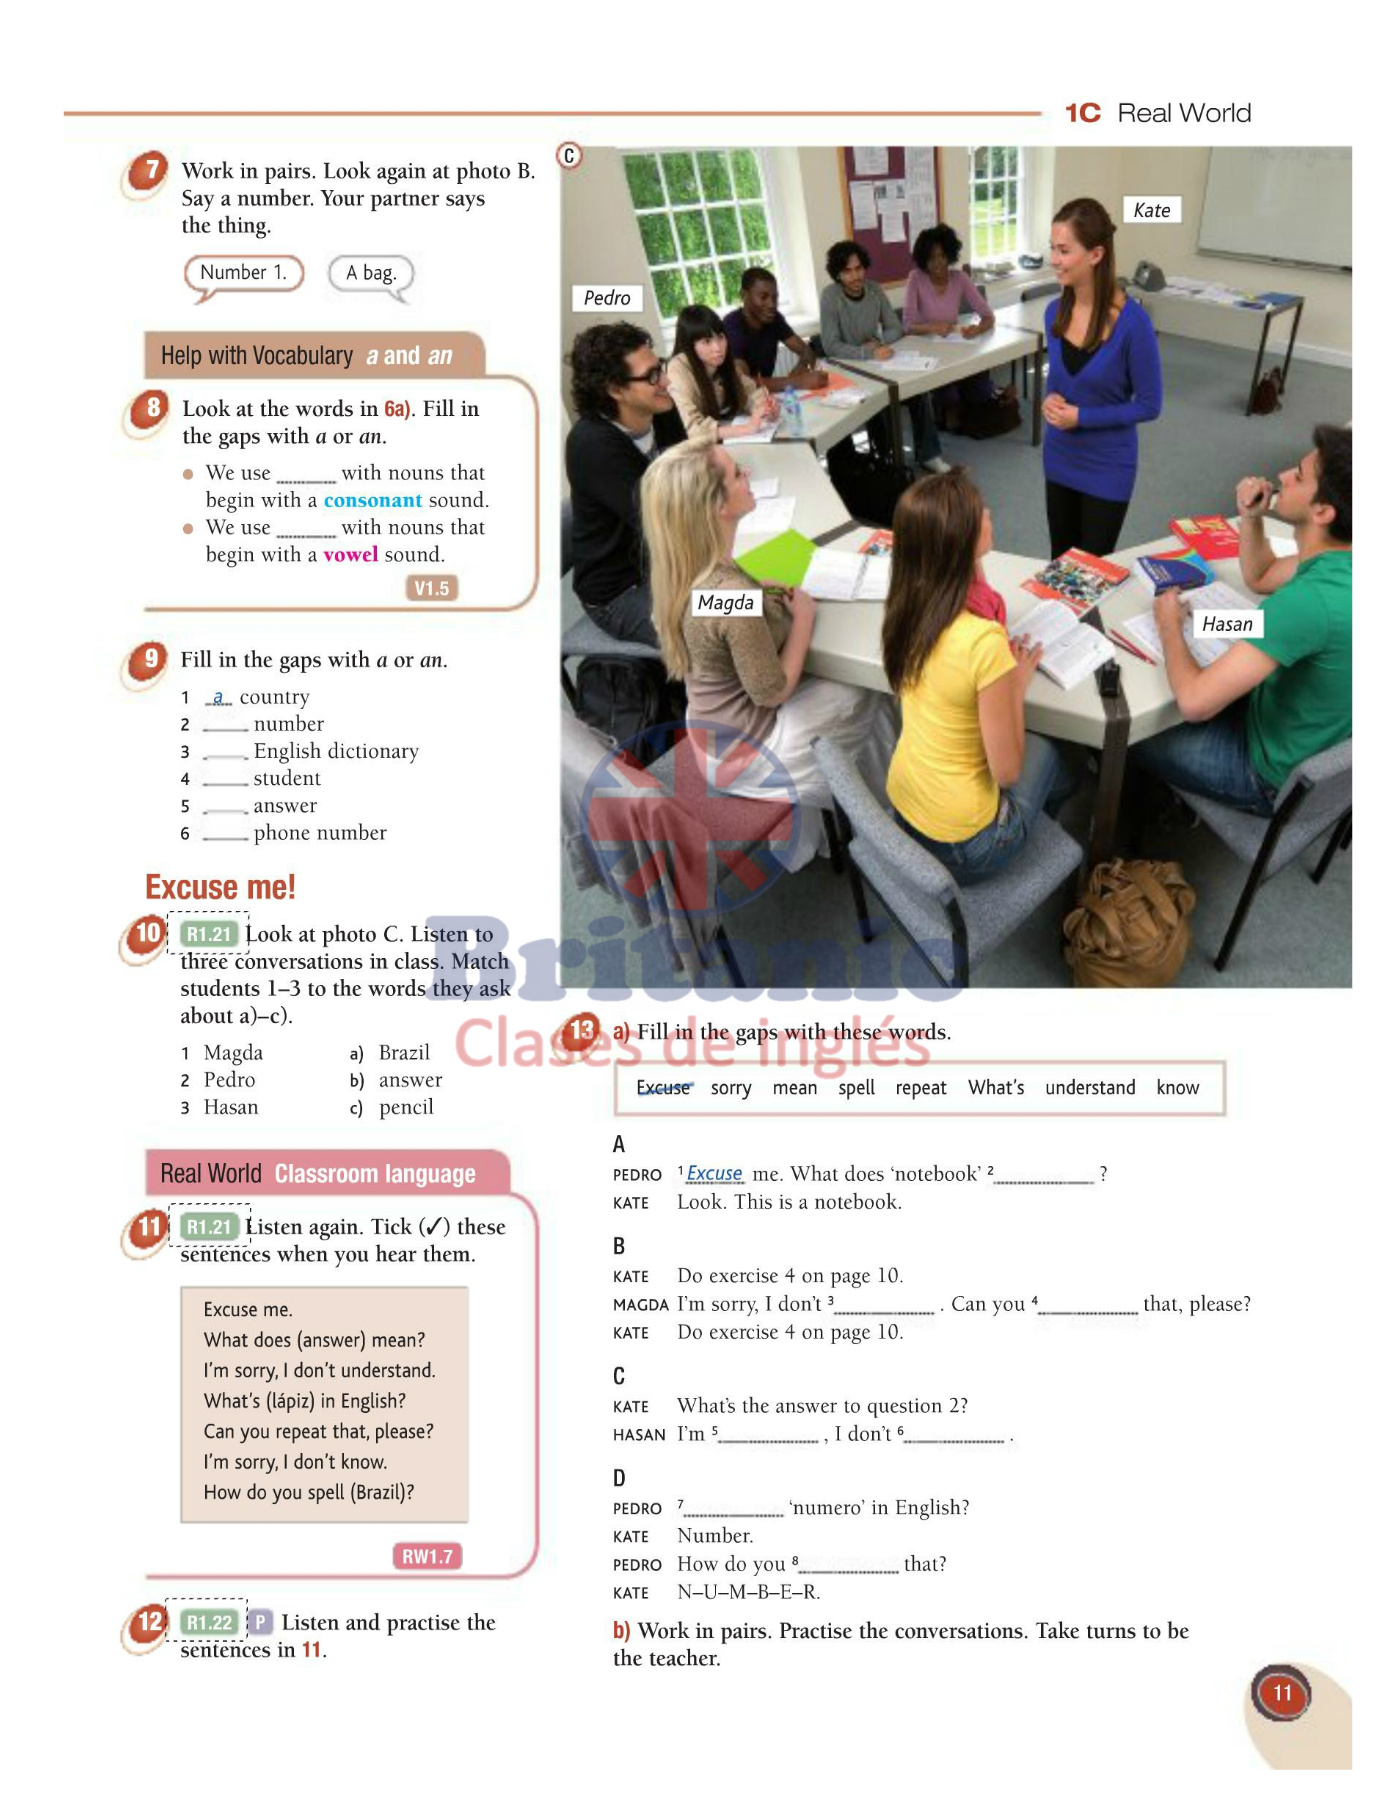 1C Real World
7 Work in pairs. Look again at photo B.
Say a number. Your partner says
the thing.
Number 1.
A bag.
Help with Vocabulary a and an
8 Look at the words in 6a). Fill in
the gaps with a or an.
• We use ______ with nouns that
begin with a consonant sound.
• We use ______ with nouns that
begin with a vowel sound.
V1.5
9 Fill in the gaps with a or an.
1 a country
2 _____ number
3 _____ English dictionary
4 _____ student
5 _____ answer
6 _____ phone number
Excuse me!
10 R1.21 Look at photo C. Listen to
three conversations in class. Match
students 1–3 to the words they ask
about a)–c).
1 Magda a) Brazil
2 Pedro b) answer
3 Hasan c) pencil
Real World Classroom language
11 R1.21 Listen again. Tick (✓) these
sentences when you hear them.
Excuse me.
What does (answer) mean?
I'm sorry, I don't understand.
What's (lápiz) in English?
Can you repeat that, please?
I'm sorry, I don't know.
How do you spell (Brazil)?
RW1.7
12 R1.22 P Listen and practise the
sentences in 11.
C
Kate
Pedro
Magda
Hasan
Britanic
Clases de inglés
13 a) Fill in the gaps with these words.
Excuse sorry mean spell repeat What's understand know
A
PEDRO 1 Excuse me. What does 'notebook' 2 __________ ?
KATE Look. This is a notebook.
B
KATE Do exercise 4 on page 10.
MAGDA I'm sorry, I don't 3 __________ . Can you 4 __________ that, please?
KATE Do exercise 4 on page 10.
C
KATE What's the answer to question 2?
HASAN I'm 5 __________ , I don't 6 __________ .
D
PEDRO 7 __________ 'numero' in English?
KATE Number.
PEDRO How do you 8 __________ that?
KATE N–U–M–B–E–R.
b) Work in pairs. Practise the conversations. Take turns to be
the teacher.
11